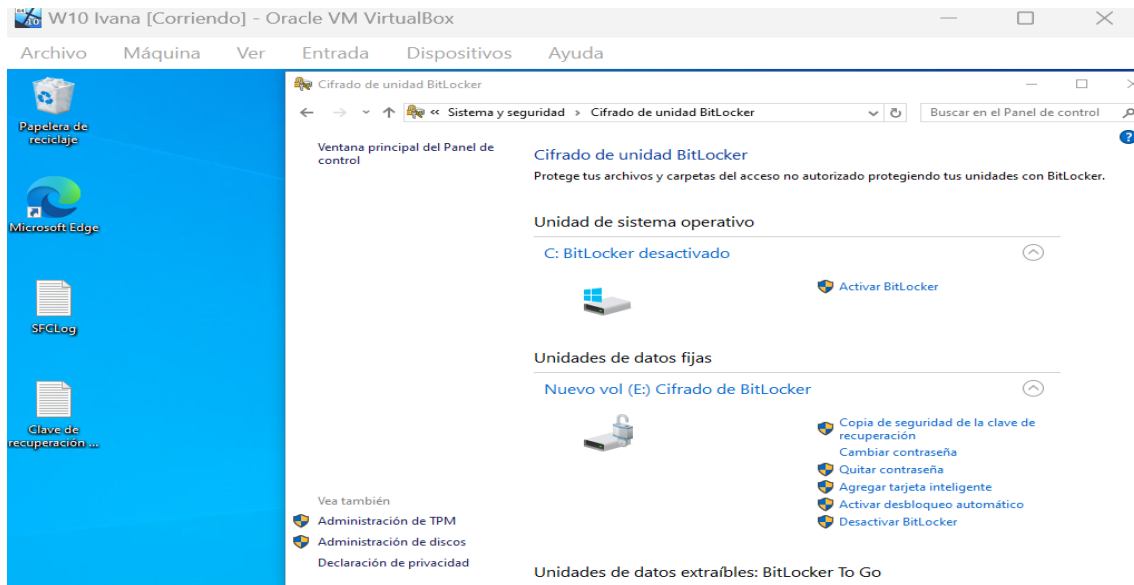 W10 Ivana [Corriendo] - Oracle VM VirtualBox
Archivo Máquina Ver Entrada Dispositivos Ayuda
Papelera de
reciclaje
Microsoft Edge
SFCLog
Clave de
recuperación ...
Cifrado de unidad BitLocker
« Sistema y seguridad › Cifrado de unidad BitLocker
Buscar en el Panel de control
Ventana principal del Panel de
control
Cifrado de unidad BitLocker
Protege tus archivos y carpetas del acceso no autorizado protegiendo tus unidades con BitLocker.
Unidad de sistema operativo
C: BitLocker desactivado
Activar BitLocker
Unidades de datos fijas
Nuevo vol (E:) Cifrado de BitLocker
Copia de seguridad de la clave de
recuperación
Cambiar contraseña
Quitar contraseña
Agregar tarjeta inteligente
Activar desbloqueo automático
Desactivar BitLocker
Vea también
Administración de TPM
Administración de discos
Declaración de privacidad
Unidades de datos extraíbles: BitLocker To Go